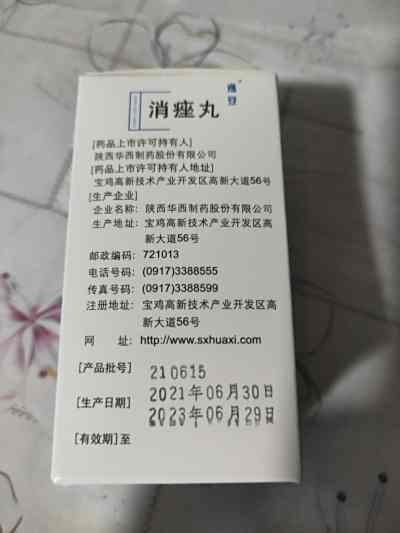 消痤丸
[药品上市许可持有人]
陕西华西制药股份有限公司
[药品上市许可持有人地址]
宝鸡高新技术产业开发区高新大道56号
[生产企业]
企业名称: 陕西华西制药股份有限公司
生产地址: 宝鸡高新技术产业开发区高
新大道56号
邮政编码: 721013
电话号码: (0917)3388555
传真号码: (0917)3388599
注册地址: 宝鸡高新技术产业开发区高
新大道56号
网 址: http://www.sxhuaxi.com
[产品批号] 210615
[生产日期] 2021年06月30日
[有效期]至 2023年06月29日